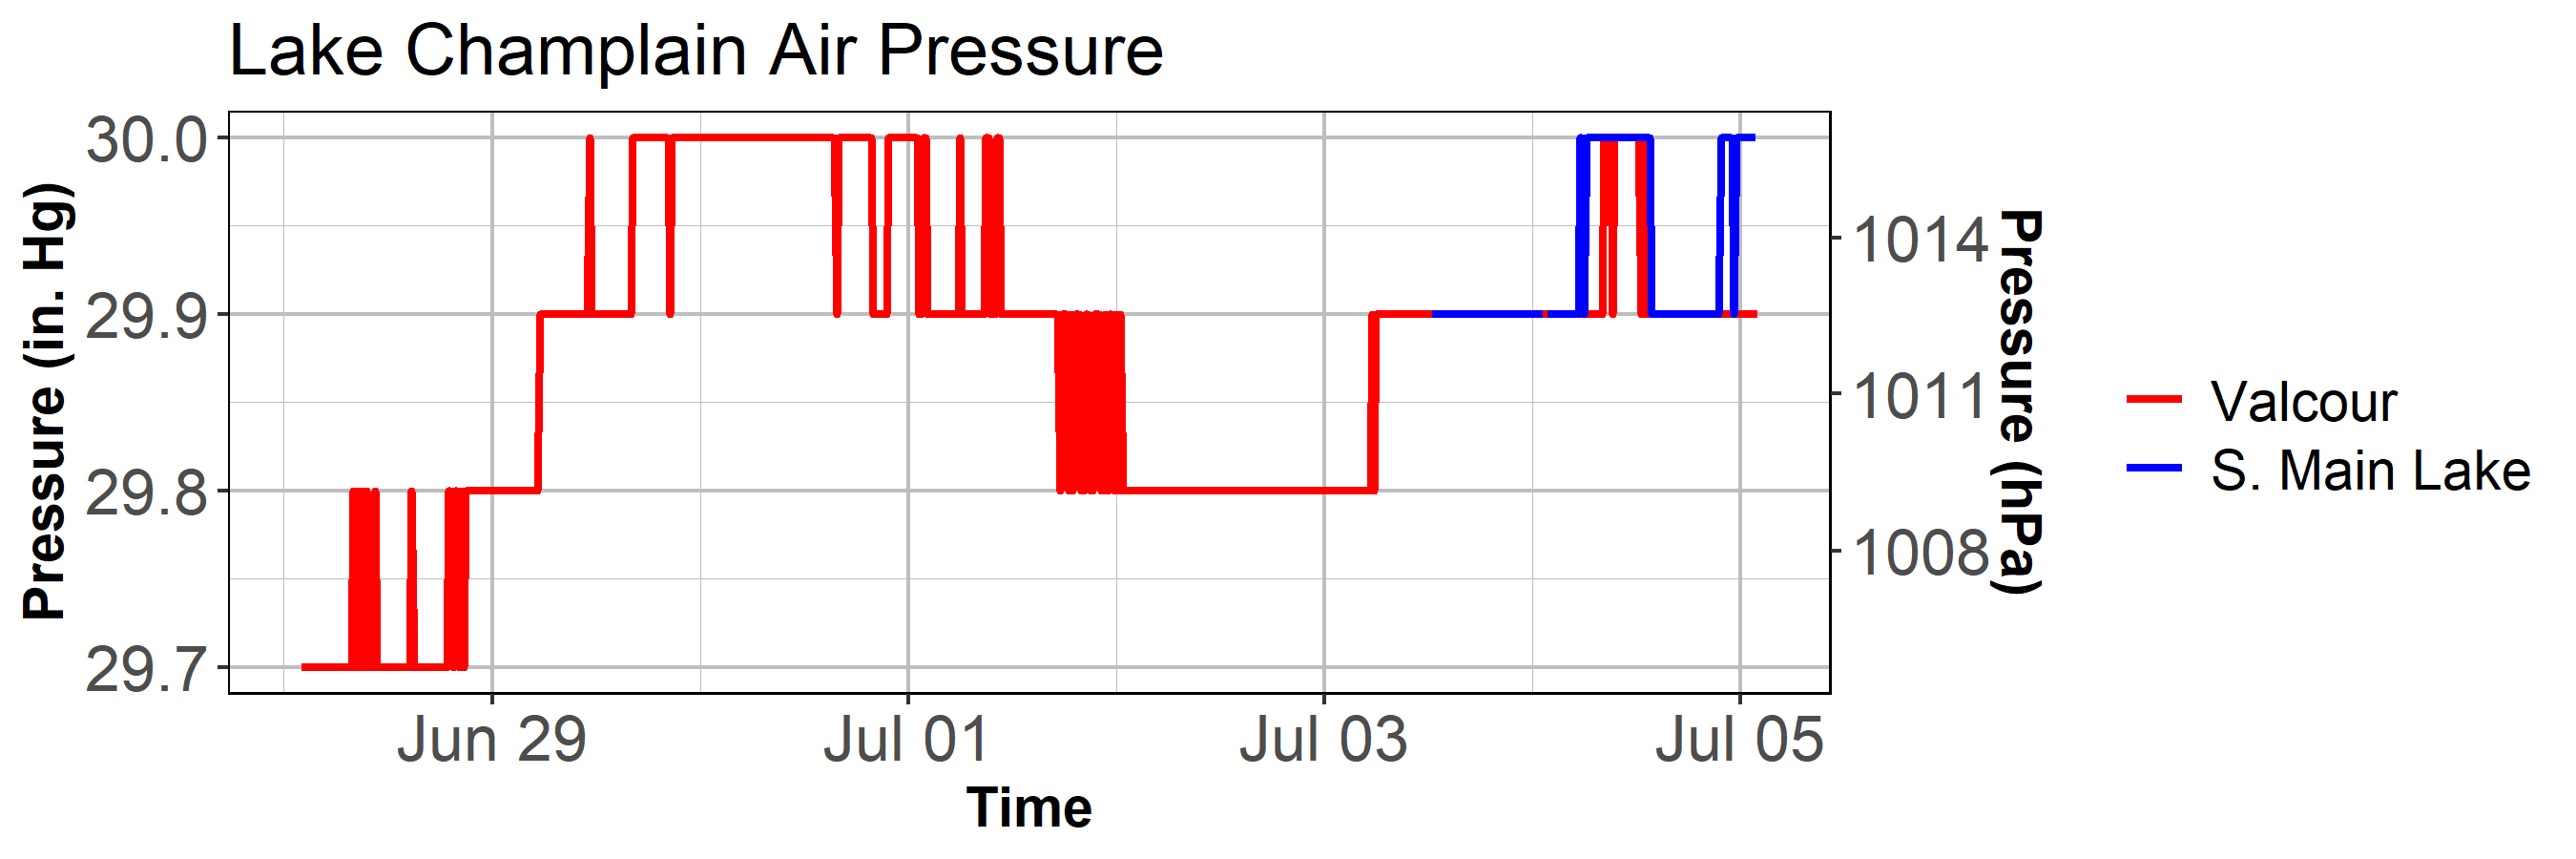 Lake Champlain Air Pressure
Pressure (in. Hg)
30.0
29.9
29.8
29.7
1014
1011
1008
Pressure (hPa)
Jun 29
Jul 01
Jul 03
Jul 05
Time
Valcour
S. Main Lake